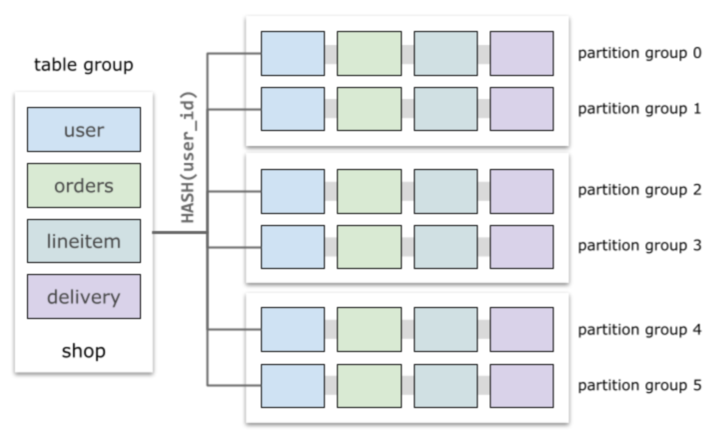 table group
user
orders
lineitem
delivery
shop
HASH(user_id)
partition group 0
partition group 1
partition group 2
partition group 3
partition group 4
partition group 5